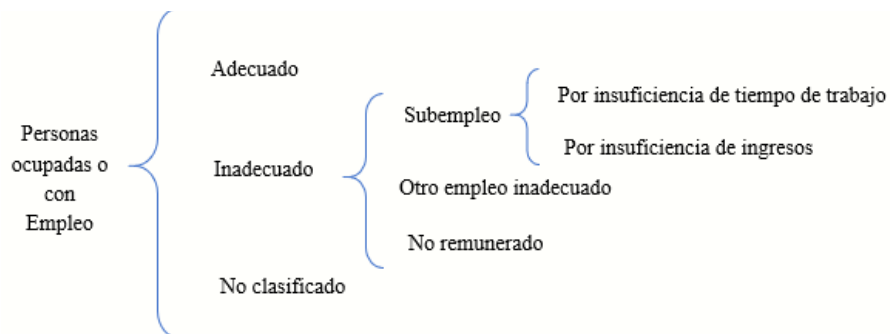 Personas
ocupadas o
con
Empleo
Adecuado
Inadecuado
No clasificado
Subempleo
Otro empleo inadecuado
No remunerado
Por insuficiencia de tiempo de trabajo
Por insuficiencia de ingresos